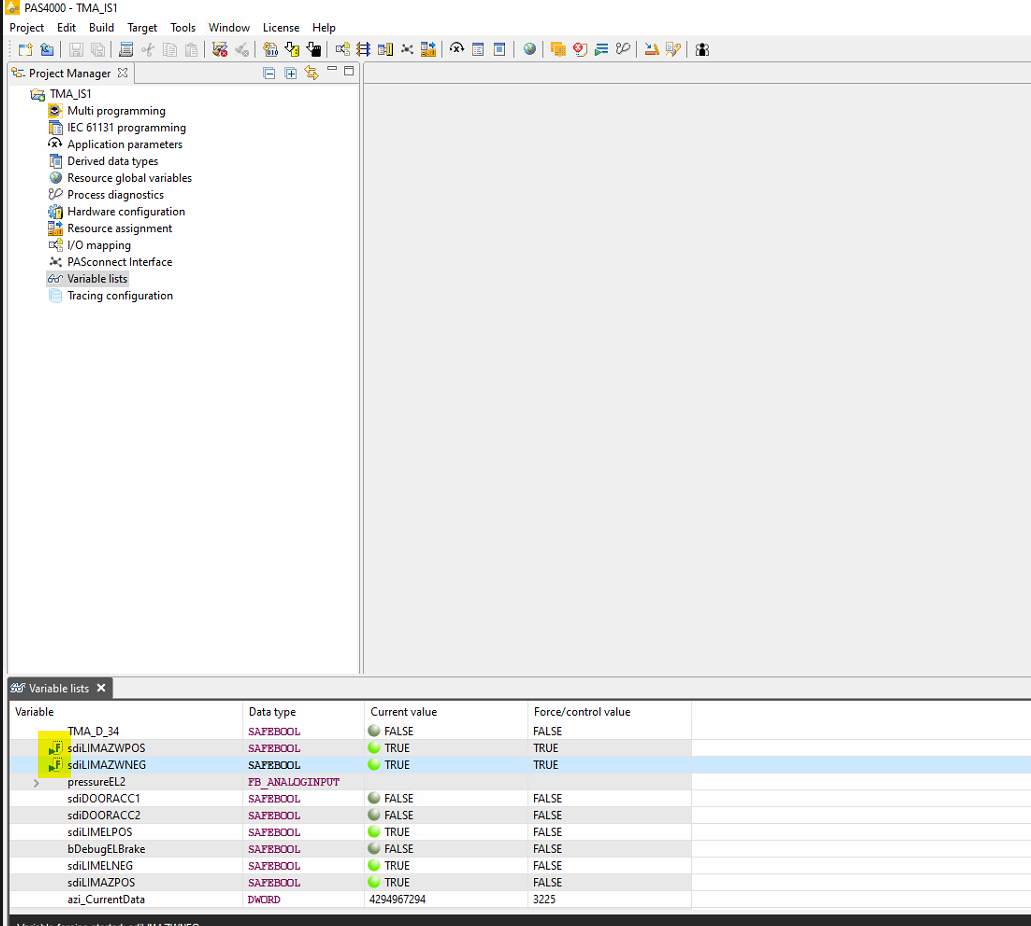 PAS4000 - TMA_IS1
Project Edit Build Target Tools Window License Help
Project Manager
TMA_IS1
Multi programming
IEC 61131 programming
Application parameters
Derived data types
Resource global variables
Process diagnostics
Hardware configuration
Resource assignment
I/O mapping
PASconnect Interface
Variable lists
Tracing configuration
Variable lists
Variable Data type Current value Force/control value
TMA_D_34 SAFEBOOL FALSE FALSE
F sdiLIMAZWPOS SAFEBOOL TRUE TRUE
F sdiLIMAZWNEG SAFEBOOL TRUE TRUE
pressureEL2 FB_ANALOGINPUT
sdiDOORACC1 SAFEBOOL FALSE FALSE
sdiDOORACC2 SAFEBOOL FALSE FALSE
sdiLIMELPOS SAFEBOOL TRUE FALSE
bDebugELBrake SAFEBOOL FALSE FALSE
sdiLIMELNEG SAFEBOOL TRUE FALSE
sdiLIMAZPOS SAFEBOOL TRUE FALSE
azi_CurrentData DWORD 4294967294 3225
Variable forcing started: sdiLIMAZWNEG